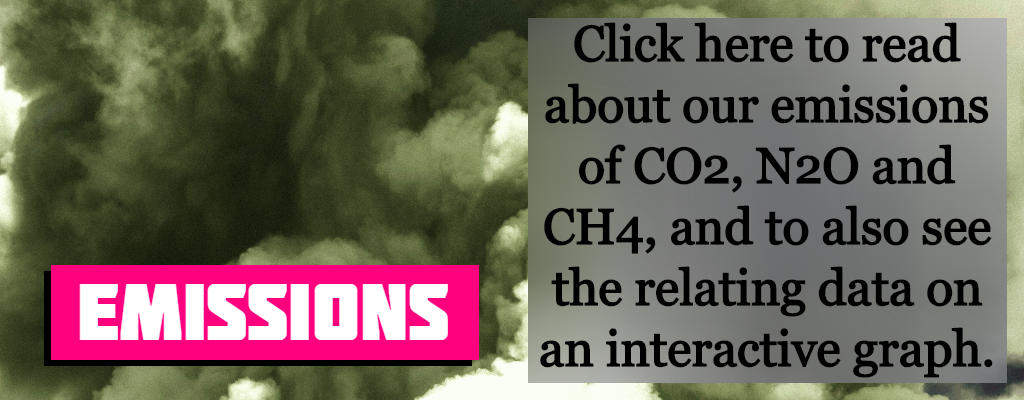 Click here to read
about our emissions
of CO2, N2O and
CH4, and to also see
the relating data on
an interactive graph.
EMISSIONS